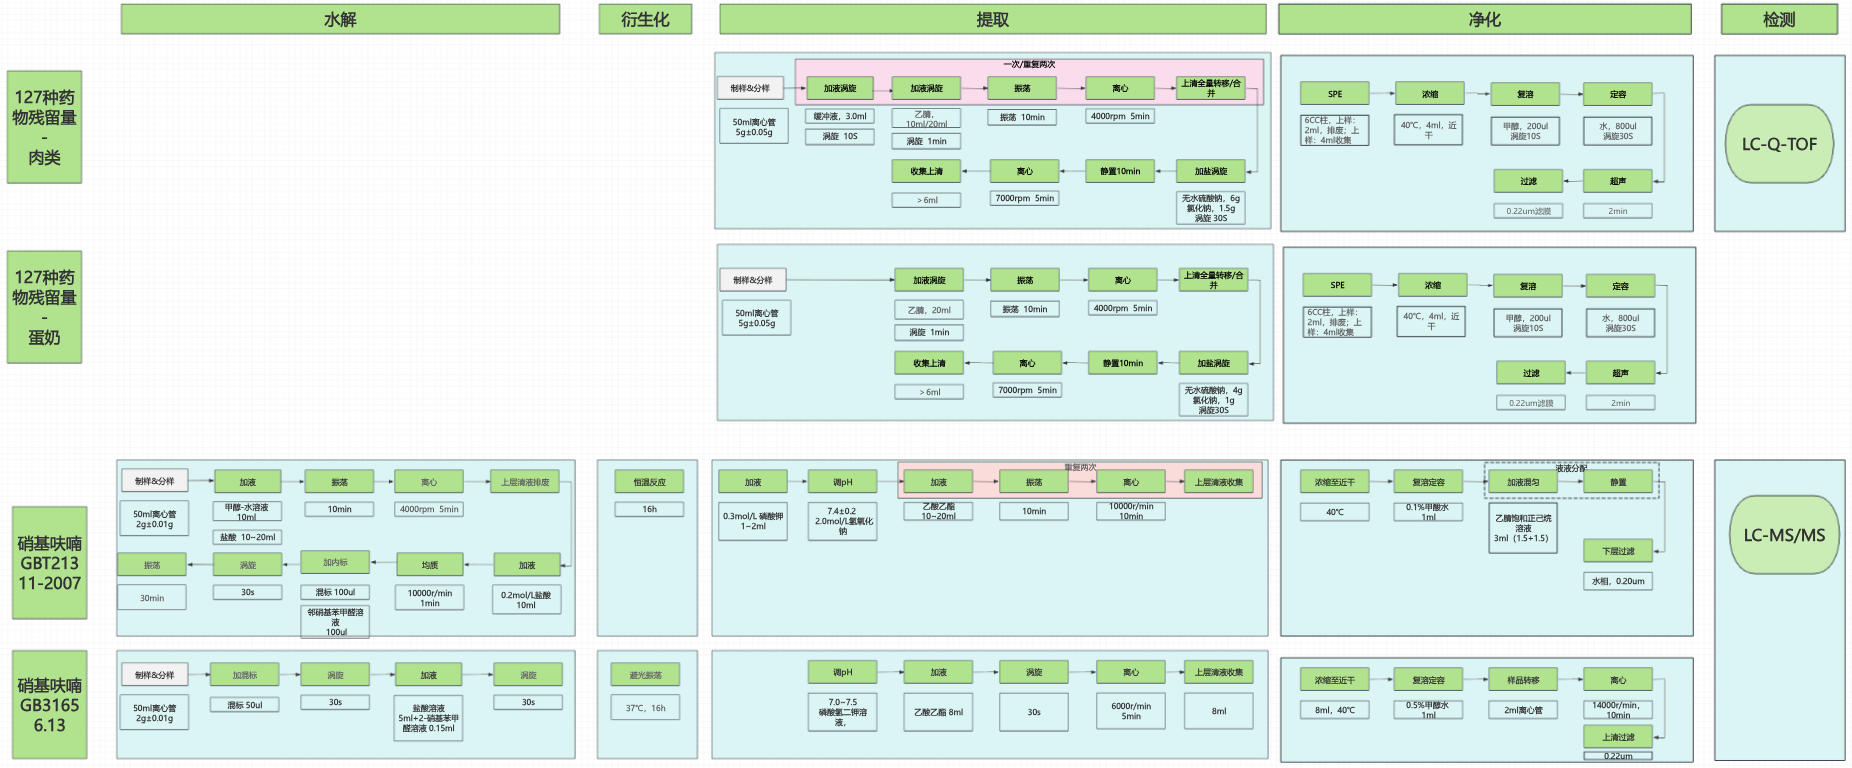 水解
衍生化
提取
净化
检测
127种药
物残留量
-
肉类
一次/重复两次
制样&分样
加液涡旋
加液涡旋
振荡
离心
上清全量转移/合
并
50ml离心管
5g±0.05g
缓冲液，3.0ml
涡旋 10S
乙腈，
10ml/20ml
涡旋 1min
振荡 10min
4000rpm 5min
收集上清
离心
静置10min
加盐涡旋
＞6ml
7000rpm 5min
无水硫酸钠，6g
氯化钠，1.5g
涡旋 30S
SPE
浓缩
复溶
定容
6CC柱，上样：
2ml，排废；上
样：4ml收集
40℃，4ml，近
干
甲醇，200ul
涡旋10S
水，800ul
涡旋30S
过滤
超声
0.22um滤膜
2min
LC-Q-TOF
127种药
物残留量
-
蛋奶
制样&分样
加液涡旋
振荡
离心
上清全量转移/合
并
50ml离心管
5g±0.05g
乙腈，20ml
涡旋 1min
振荡 10min
4000rpm 5min
收集上清
离心
静置10min
加盐涡旋
＞6ml
7000rpm 5min
无水硫酸钠，4g
氯化钠，1g
涡旋30S
SPE
浓缩
复溶
定容
6CC柱，上样：
2ml，排废；上
样：4ml收集
40℃，4ml，近
干
甲醇，200ul
涡旋10S
水，800ul
涡旋30S
过滤
超声
0.22um滤膜
2min
硝基呋喃
GBT213
11-2007
制样&分样
加液
振荡
离心
上层清液排废
50ml离心管
2g±0.01g
甲醇-水溶液
10ml
盐酸 10~20ml
10min
4000rpm 5min
振荡
涡旋
加内标
均质
加液
30min
30s
混标 100ul
邻硝基苯甲醛溶
液
100ul
10000r/min
1min
0.2mol/L盐酸
10ml
恒温反应
16h
重复两次
加液
调pH
加液
振荡
离心
上层清液收集
0.3mol/L 磷酸钾
1~2ml
7.4±0.2
2.0mol/L氢氧化
钠
乙酸乙酯
10~20ml
10min
10000r/min
10min
液液分配
浓缩至近干
复溶定容
加液混匀
静置
40℃
0.1%甲酸水
1ml
乙腈饱和正己烷
溶液
3ml（1.5+1.5）
下层过滤
水相，0.20um
LC-MS/MS
硝基呋喃
GB3165
6.13
制样&分样
加混标
涡旋
加液
涡旋
50ml离心管
2g±0.01g
混标 50ul
30s
盐酸溶液
5ml+2-硝基苯甲
醛溶液 0.15ml
30s
避光振荡
37℃，16h
调pH
加液
涡旋
离心
上层清液收集
7.0~7.5
磷酸氢二钾溶
液，
乙酸乙酯 8ml
30s
6000r/min
5min
8ml
浓缩至近干
复溶定容
样品转移
离心
8ml，40℃
0.5%甲醇水
1ml
2ml离心管
14000r/min，
10min
上清过滤
0.22um